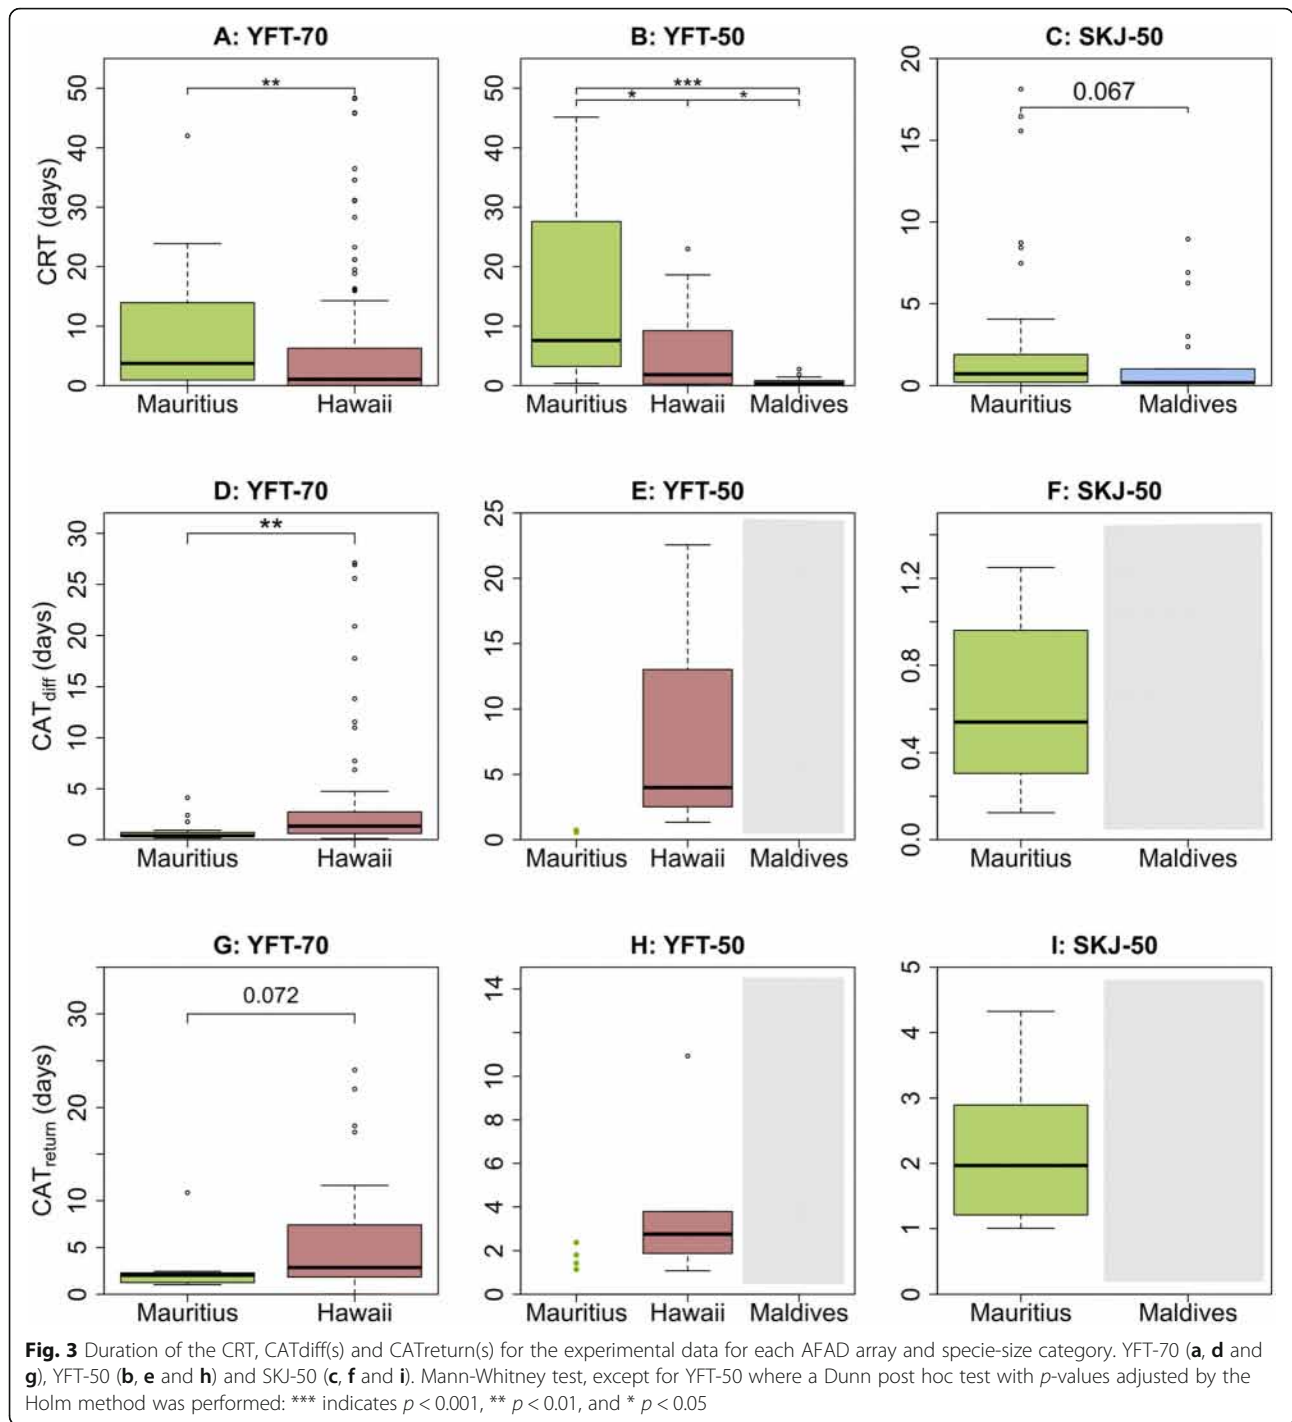 A: YFT-70
B: YFT-50
C: SKJ-50
CRT (days)
0 10 20 30 40 50
**
Mauritius Hawaii
0 10 20 30 40 50
***
* *
Mauritius Hawaii Maldives
0 5 10 15 20
0.067
Mauritius Maldives
D: YFT-70
E: YFT-50
F: SKJ-50
CATdiff (days)
0 5 10 15 20 25 30
**
Mauritius Hawaii
0 5 10 15 20 25
Mauritius Hawaii Maldives
0.0 0.4 0.8 1.2
Mauritius Maldives
G: YFT-70
H: YFT-50
I: SKJ-50
CATreturn (days)
0 5 10 20 30
0.072
Mauritius Hawaii
0 2 4 6 8 10 14
Mauritius Hawaii Maldives
0 1 2 3 4 5
Mauritius Maldives
Fig. 3 Duration of the CRT, CATdiff(s) and CATreturn(s) for the experimental data for each AFAD array and specie-size category. YFT-70 (a, d and
g), YFT-50 (b, e and h) and SKJ-50 (c, f and i). Mann-Whitney test, except for YFT-50 where a Dunn post hoc test with p-values adjusted by the
Holm method was performed: *** indicates p < 0.001, ** p < 0.01, and * p < 0.05